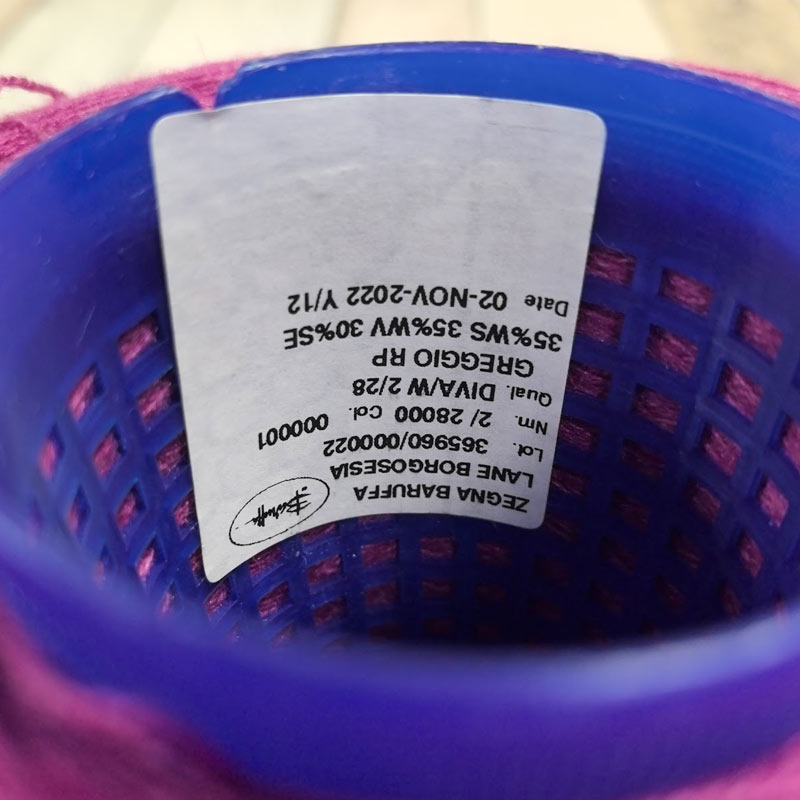 Baruffa
ZEGNA BARUFFA
LANE BORGOSESIA
Lot. 365960/000022
Nm. 2/ 28000 Col. 000001
Qual. DIVA/W 2/28
GREGGIO RP
35%WS 35%WV 30%SE
Date 02-NOV-2022 Y/12